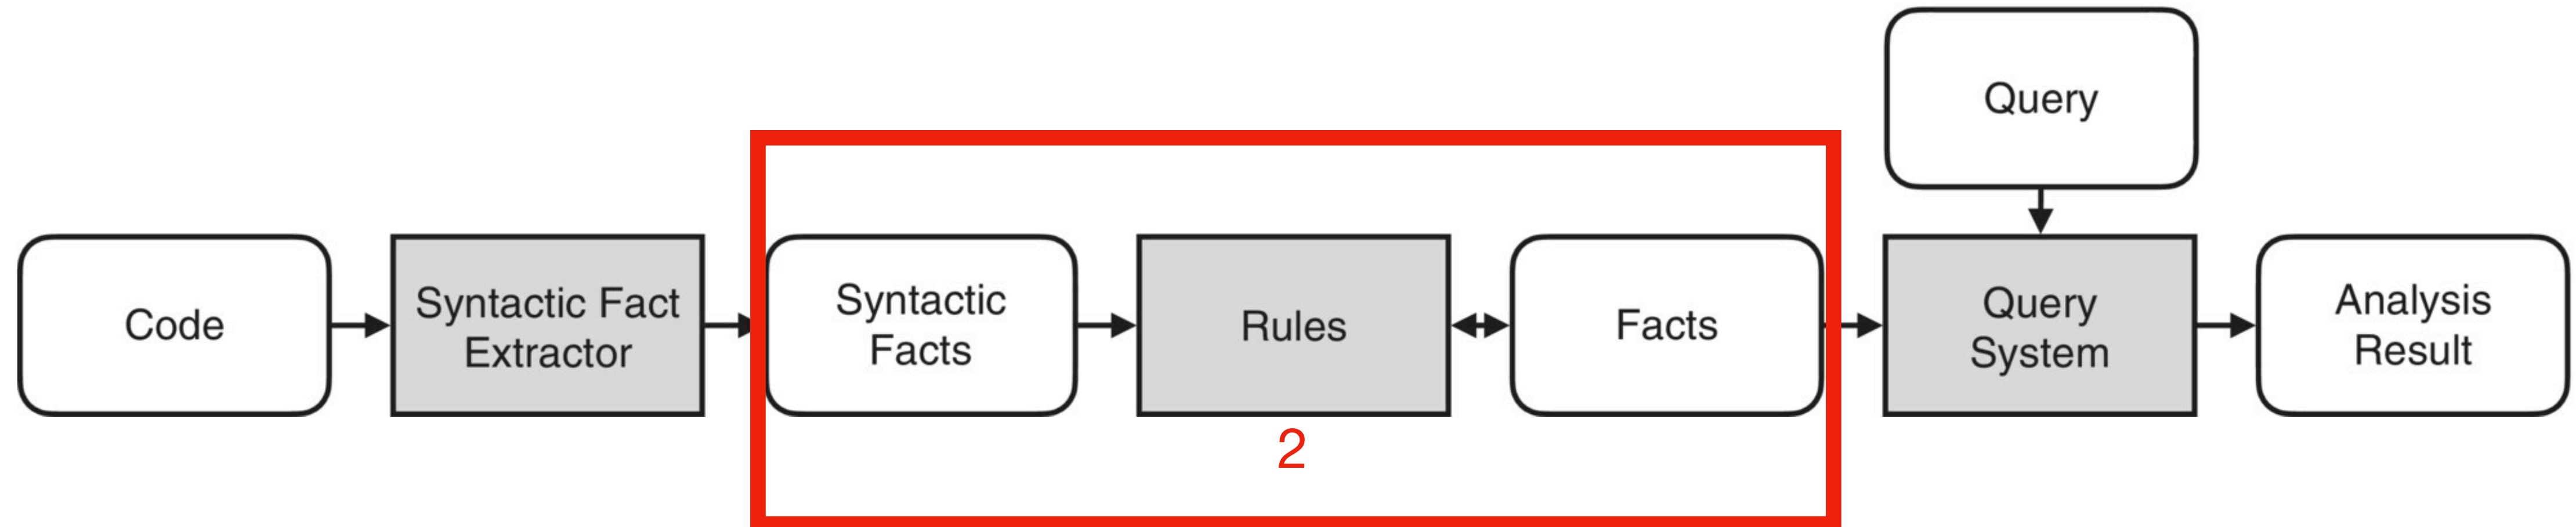 Query
Code
Syntactic Fact
Extractor
Syntactic
Facts
Rules
Facts
Query
System
Analysis
Result
2